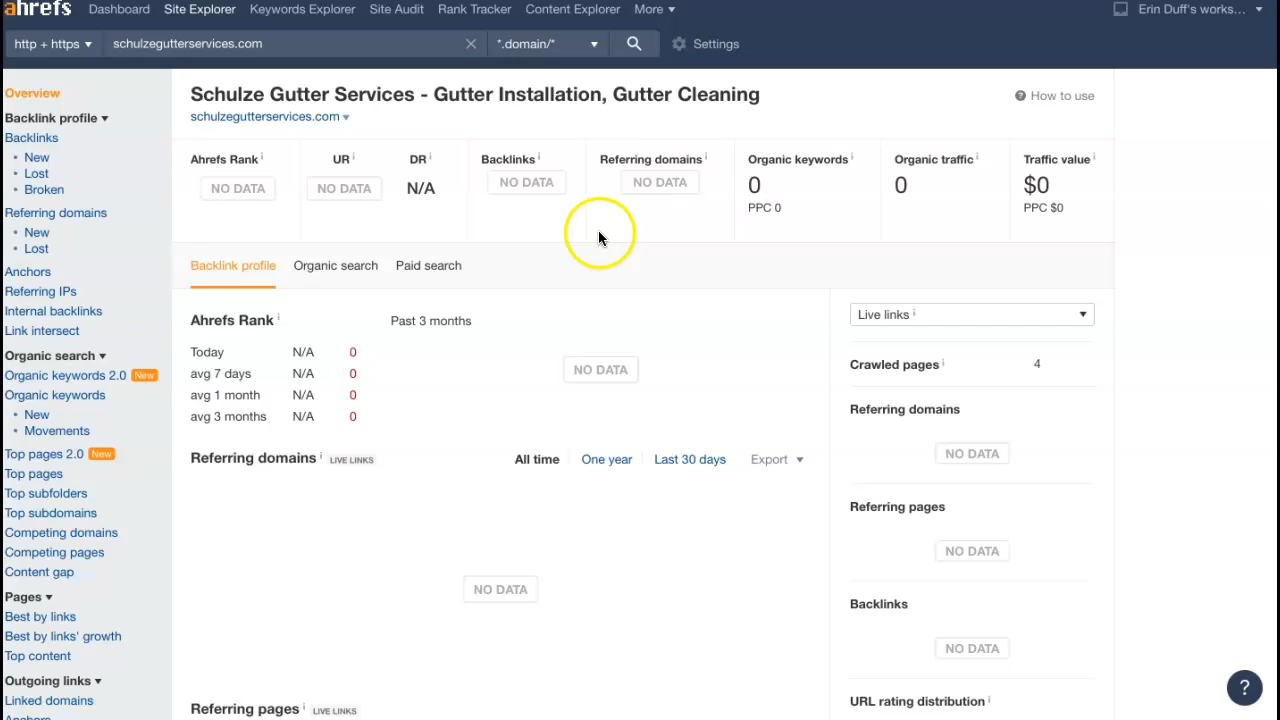 ahrefs Dashboard Site Explorer Keywords Explorer Site Audit Rank Tracker Content Explorer More Erin Duff's works...
http + https schulzegutterservices.com *.domain/* Settings
Overview
Backlink profile
Backlinks
• New
• Lost
• Broken
Referring domains
• New
• Lost
Anchors
Referring IPs
Internal backlinks
Link intersect
Organic search
Organic keywords 2.0 New
Organic keywords
• New
• Movements
Top pages 2.0 New
Top pages
Top subfolders
Top subdomains
Competing domains
Competing pages
Content gap
Pages
Best by links
Best by links' growth
Top content
Outgoing links
Linked domains
Anchors
Schulze Gutter Services - Gutter Installation, Gutter Cleaning
How to use
schulzegutterservices.com
Ahrefs Rank i UR i DR i Backlinks i Referring domains i Organic keywords i Organic traffic i Traffic value i
NO DATA NO DATA N/A NO DATA NO DATA 0 0 $0
PPC 0 PPC $0
Backlink profile Organic search Paid search
Ahrefs Rank i Past 3 months
Today N/A 0
avg 7 days N/A 0
avg 1 month N/A 0
avg 3 months N/A 0
NO DATA
Referring domains i LIVE LINKS All time One year Last 30 days Export
NO DATA
Referring pages i LIVE LINKS
Live links i
Crawled pages i 4
Referring domains
NO DATA
Referring pages
NO DATA
Backlinks
NO DATA
URL rating distribution i
?